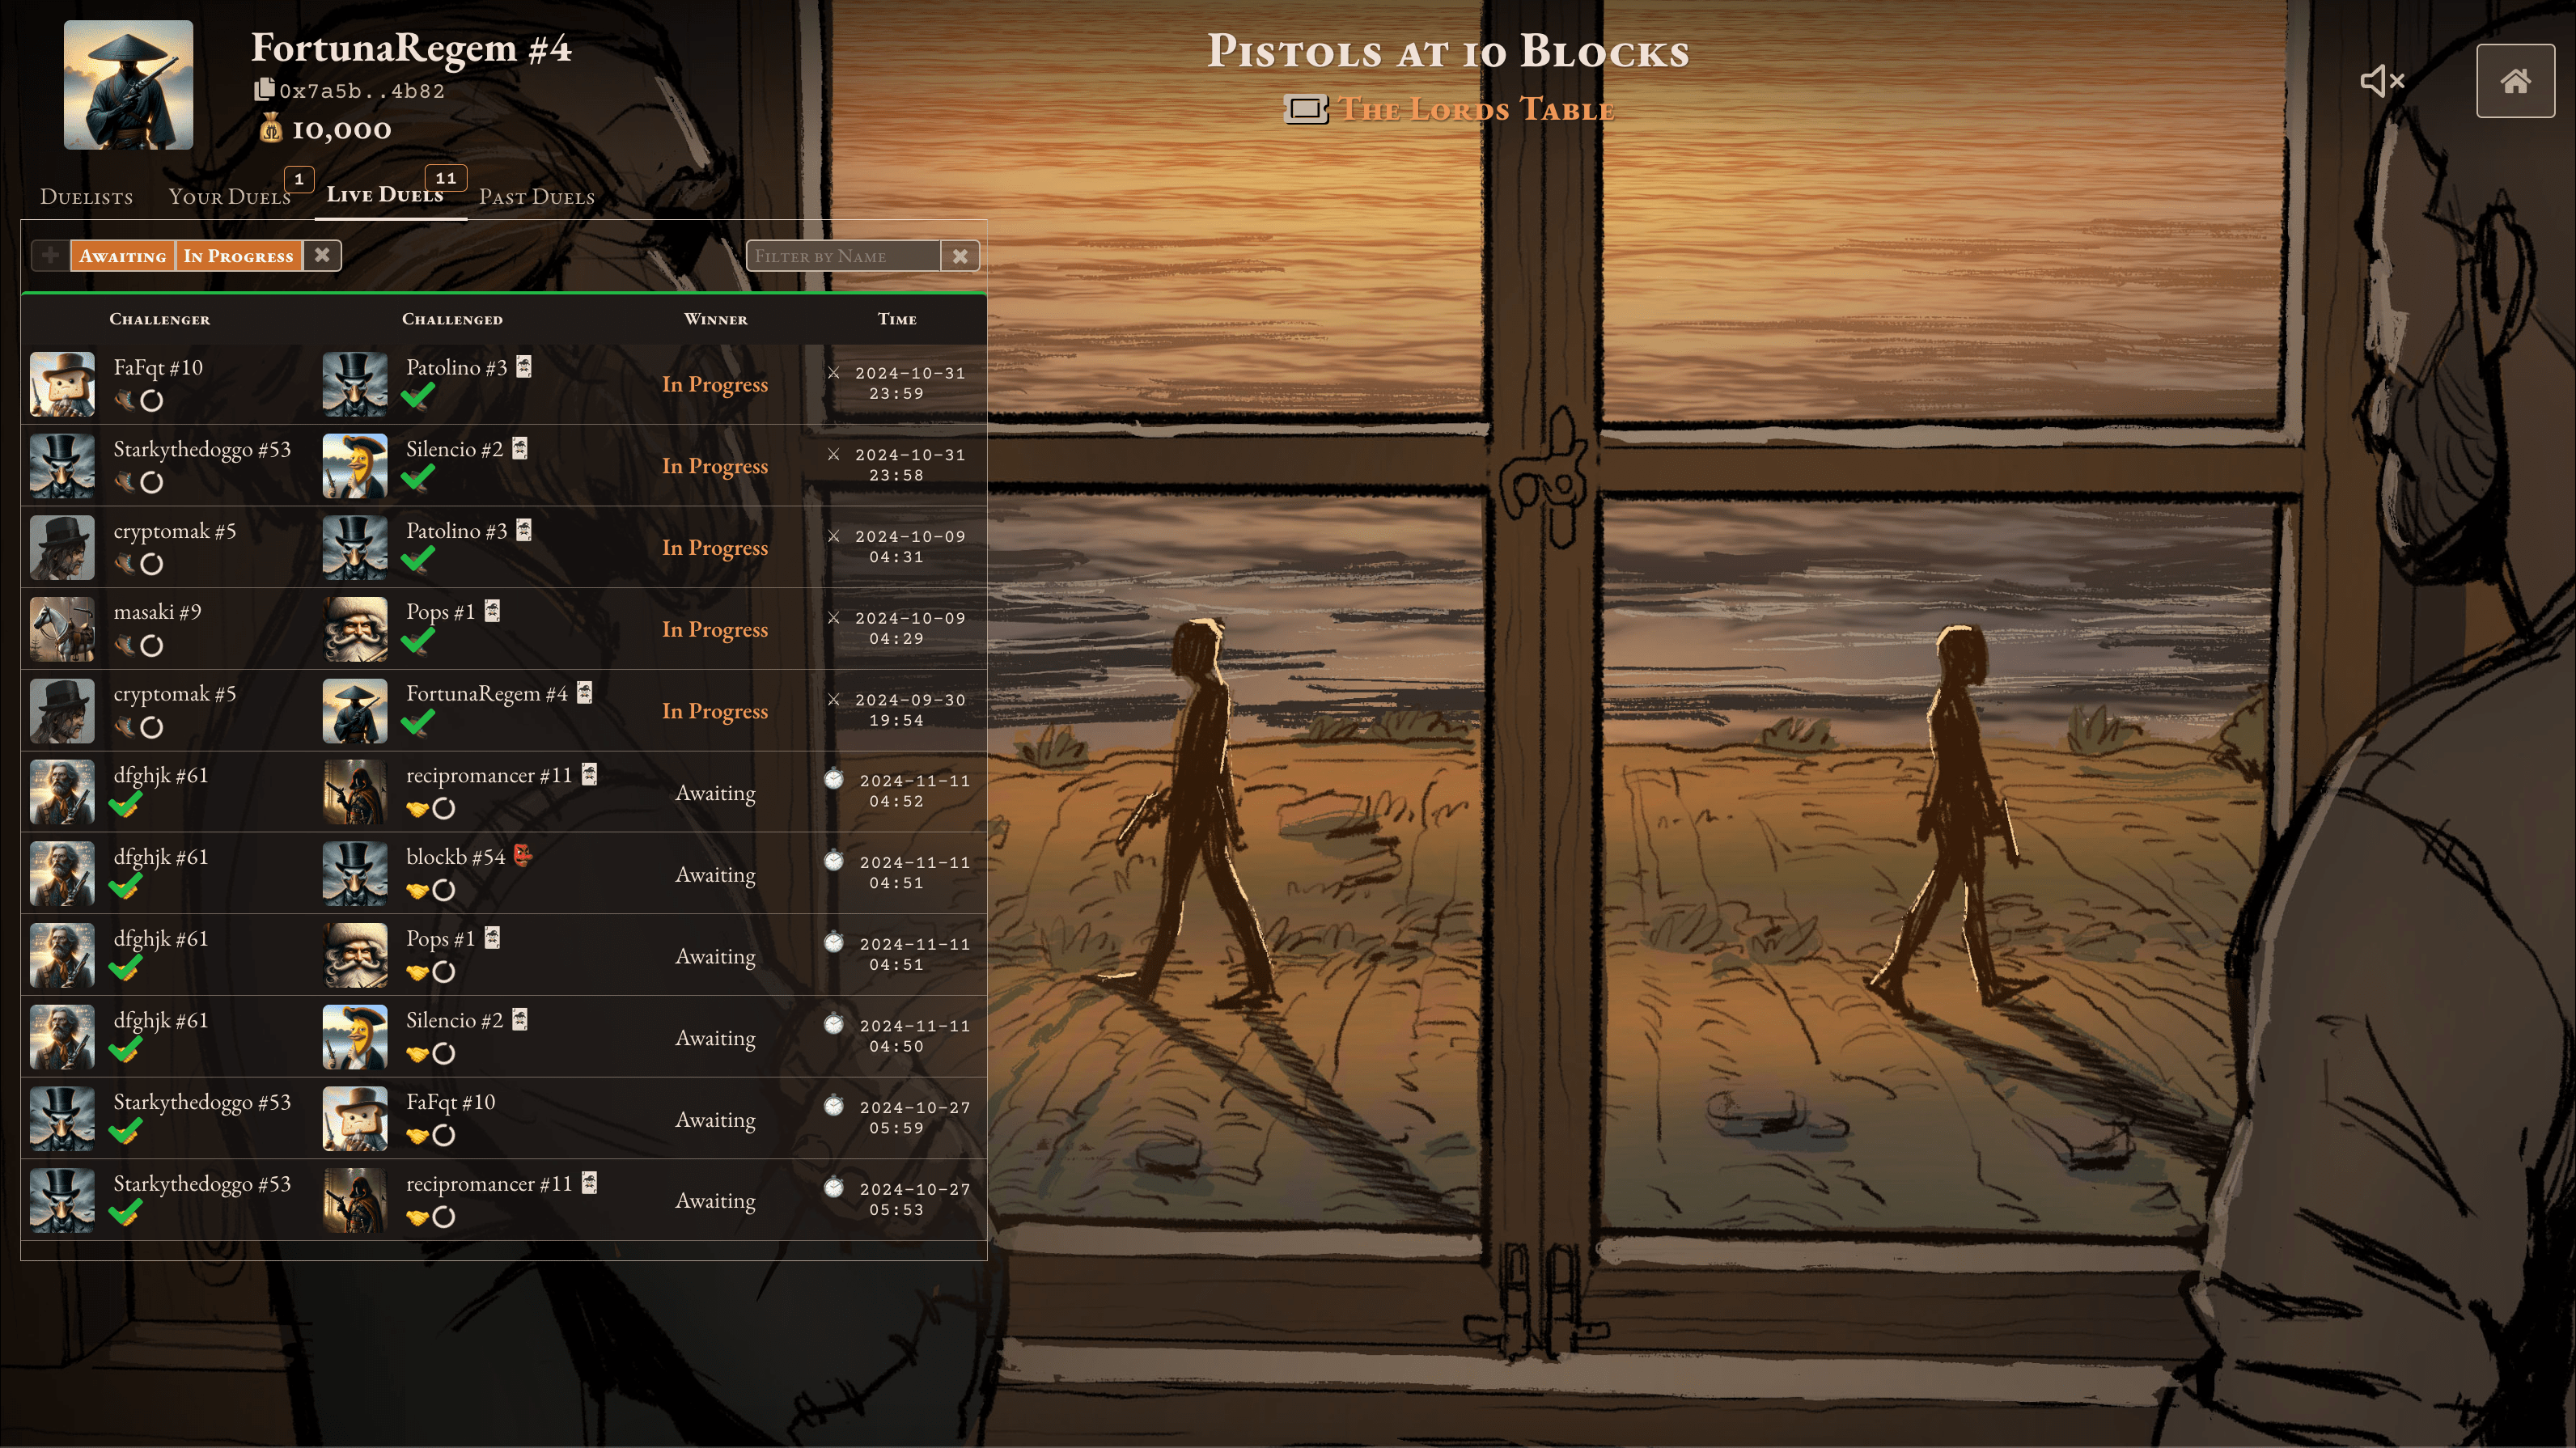 FortunaRegem #4
0x7a5b..4b82
10,000
Pistols at 10 Blocks
The Lords Table
Duelists
Your Duels 1
Live Duels 11
Past Duels
Awaiting In Progress
Filter by Name
Challenger Challenged Winner Time
FaFqt #10 Patolino #3 In Progress 2024-10-31
23:59
Starkythedoggo #53 Silencio #2 In Progress 2024-10-31
23:58
cryptomak #5 Patolino #3 In Progress 2024-10-09
04:31
masaki #9 Pops #1 In Progress 2024-10-09
04:29
cryptomak #5 FortunaRegem #4 In Progress 2024-09-30
19:54
dfghjk #61 recipromancer #11 Awaiting 2024-11-11
04:52
dfghjk #61 blockb #54 Awaiting 2024-11-11
04:51
dfghjk #61 Pops #1 Awaiting 2024-11-11
04:51
dfghjk #61 Silencio #2 Awaiting 2024-11-11
04:50
Starkythedoggo #53 FaFqt #10 Awaiting 2024-10-27
05:59
Starkythedoggo #53 recipromancer #11 Awaiting 2024-10-27
05:53